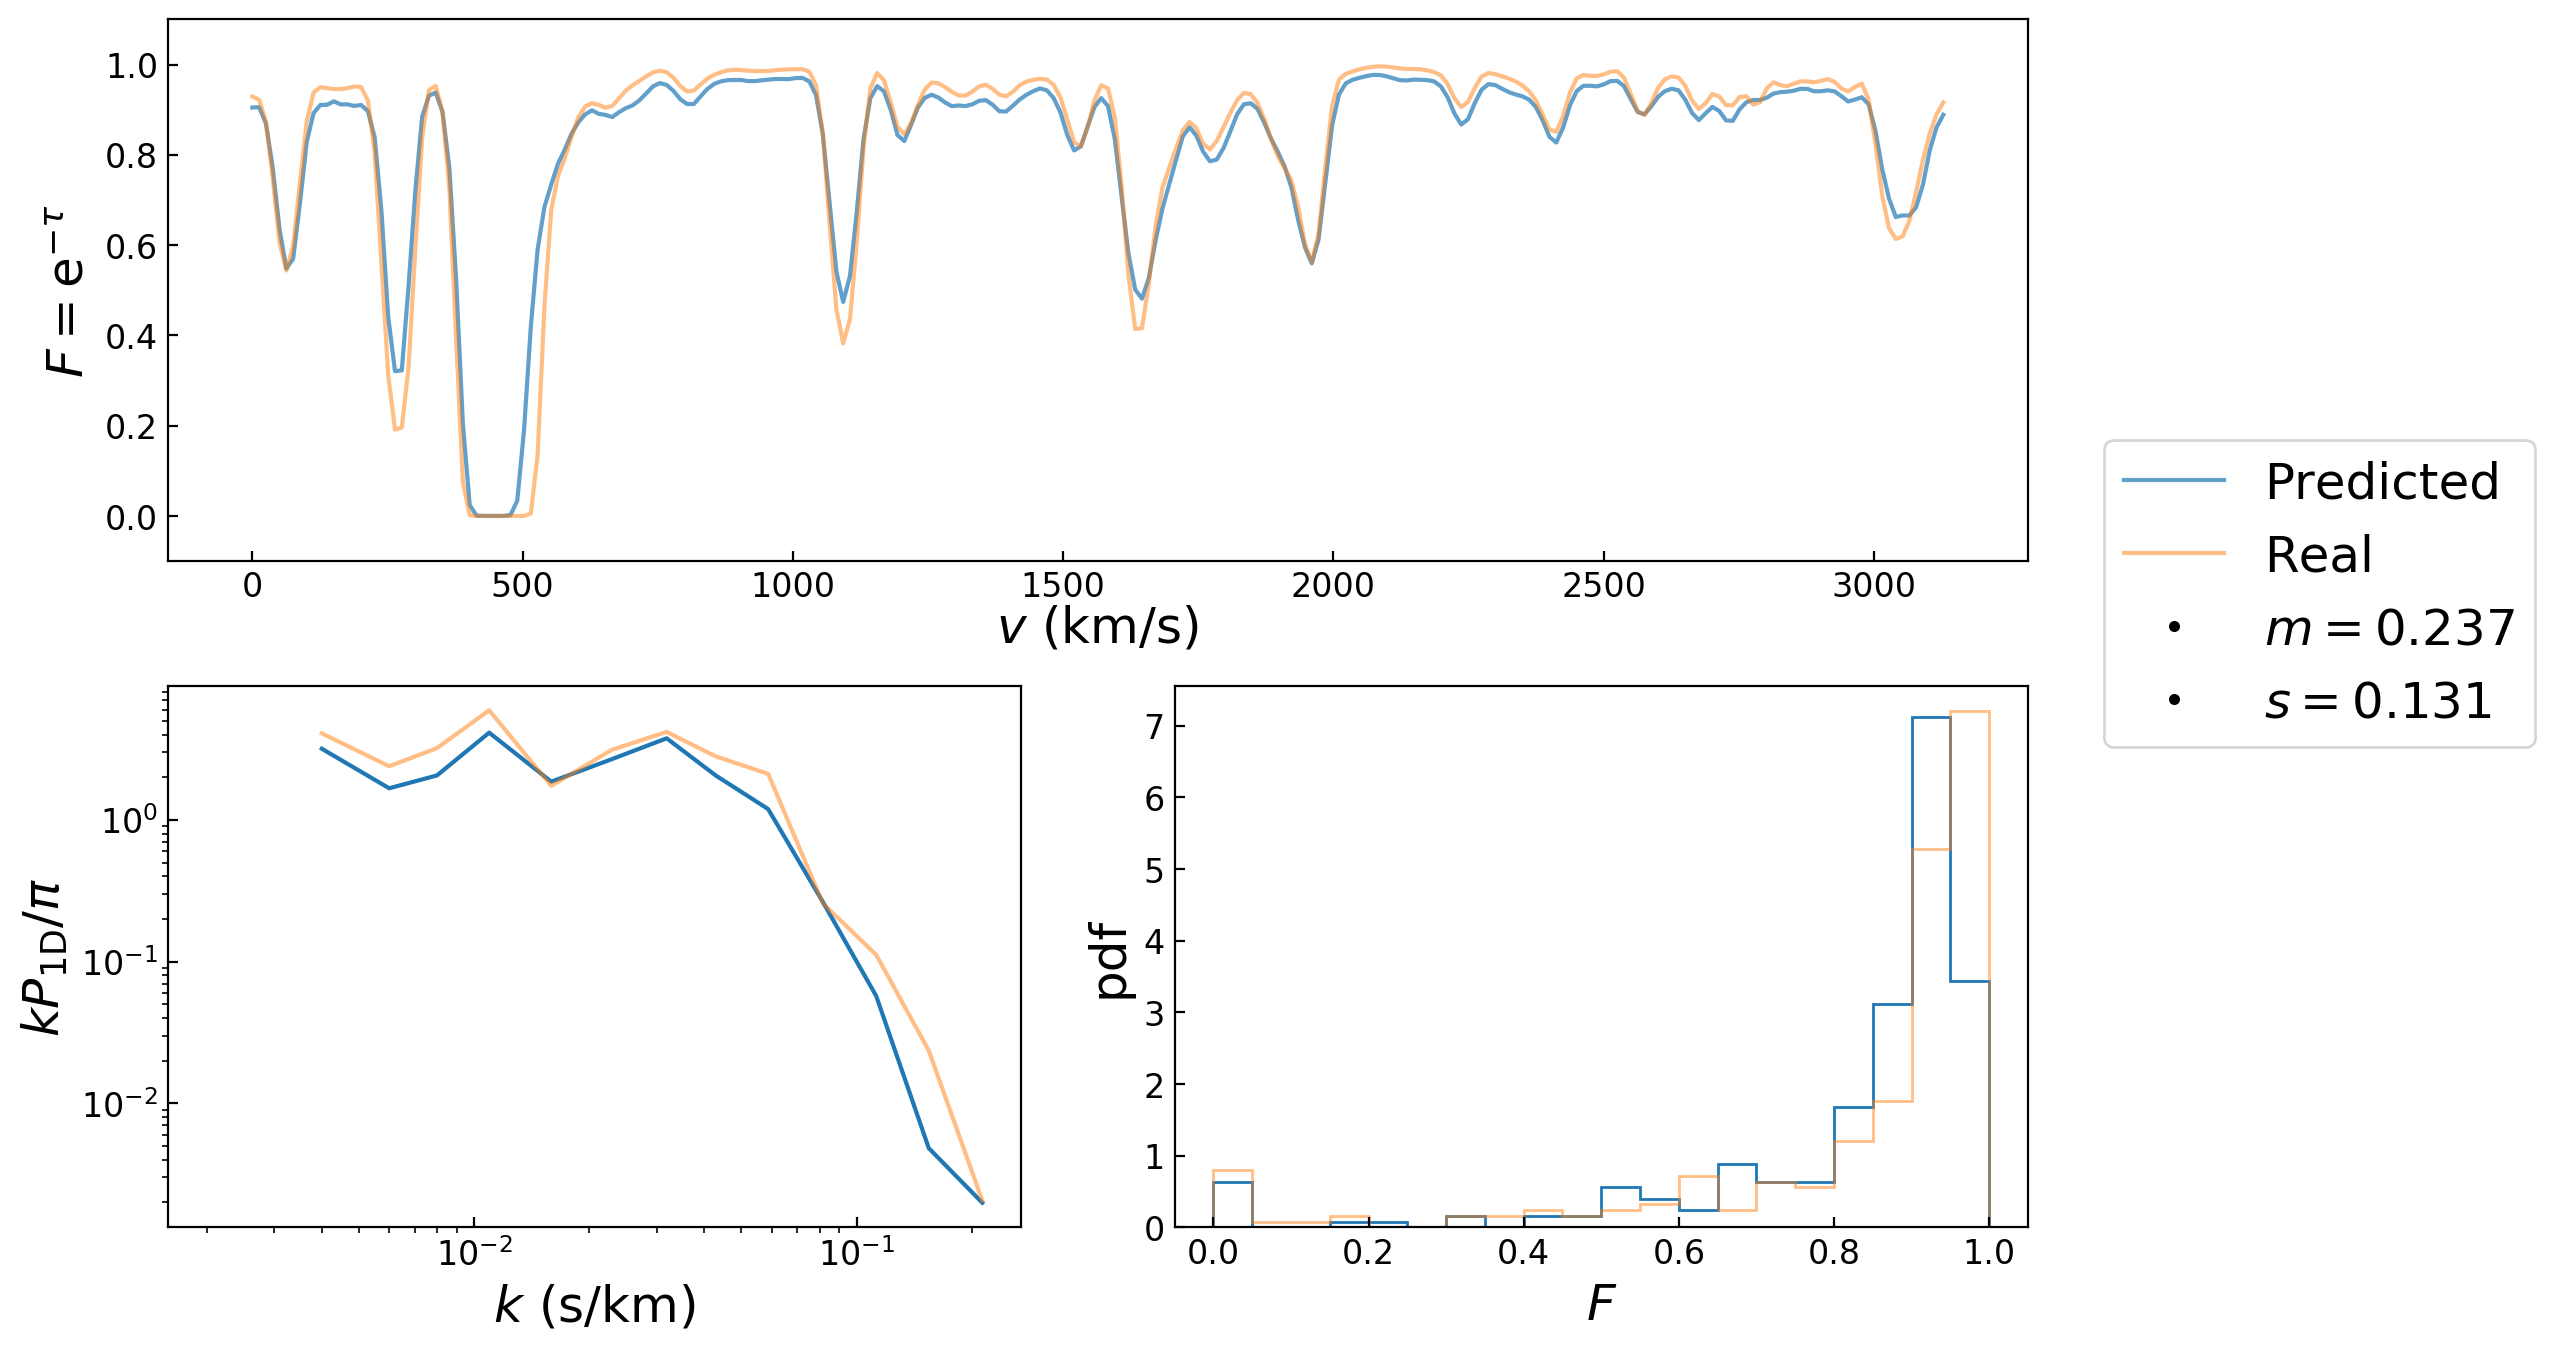 F = e^{-τ}
1.0
0.8
0.6
0.4
0.2
0.0
0 500 1000 1500 2000 2500 3000
v (km/s)
Predicted
Real
m = 0.237
s = 0.131
kP_{1D}/π
10^0
10^{-1}
10^{-2}
10^{-2} 10^{-1}
k (s/km)
pdf
7
6
5
4
3
2
1
0
0.0 0.2 0.4 0.6 0.8 1.0
F